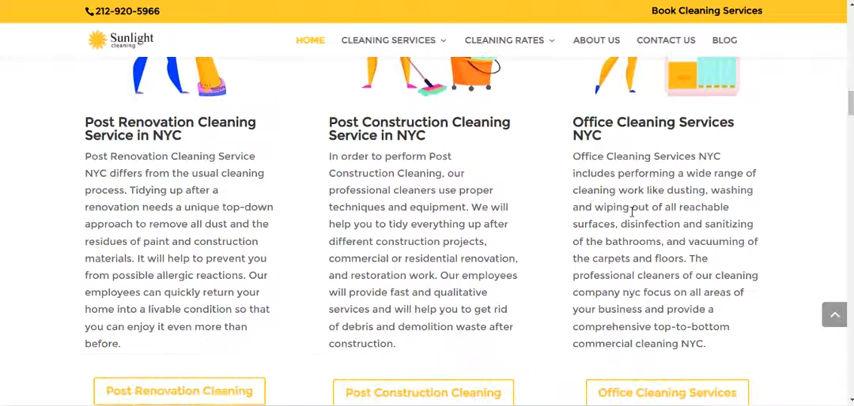 212-920-5966
Book Cleaning Services
Sunlight
cleaning
HOME
CLEANING SERVICES
CLEANING RATES
ABOUT US
CONTACT US
BLOG
Post Renovation Cleaning
Service in NYC
Post Renovation Cleaning Service
NYC differs from the usual cleaning
process. Tidying up after a
renovation needs a unique top-down
approach to remove all dust and the
residues of paint and construction
materials. It will help to prevent you
from possible allergic reactions. Our
employees can quickly return your
home into a livable condition so that
you can enjoy it even more than
before.
Post Renovation Cleaning
Post Construction Cleaning
Service in NYC
In order to perform Post
Construction Cleaning, our
professional cleaners use proper
techniques and equipment. We will
help you to tidy everything up after
different construction projects,
commercial or residential renovation,
and restoration work. Our employees
will provide fast and qualitative
services and will help you to get rid
of debris and demolition waste after
construction.
Post Construction Cleaning
Office Cleaning Services
NYC
Office Cleaning Services NYC
includes performing a wide range of
cleaning work like dusting, washing
and wiping out of all reachable
surfaces, disinfection and sanitizing
of the bathrooms, and vacuuming of
the carpets and floors. The
professional cleaners of our cleaning
company nyc focus on all areas of
your business and provide a
comprehensive top-to-bottom
commercial cleaning NYC.
Office Cleaning Services